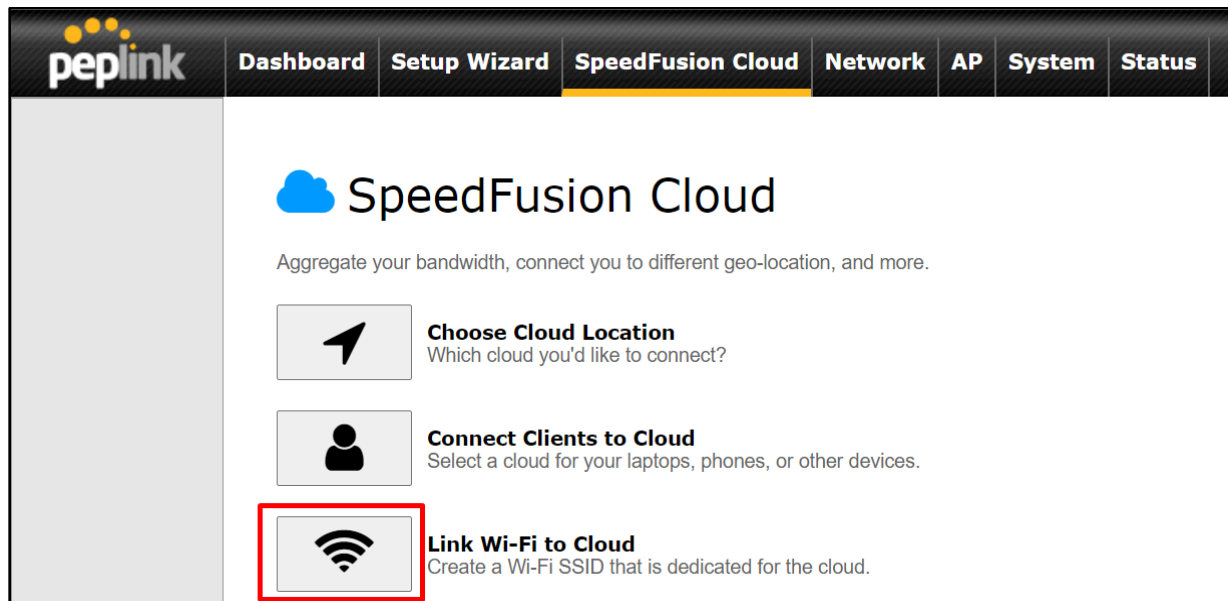 peplink
Dashboard Setup Wizard SpeedFusion Cloud Network AP System Status
SpeedFusion Cloud
Aggregate your bandwidth, connect you to different geo-location, and more.
Choose Cloud Location
Which cloud you'd like to connect?
Connect Clients to Cloud
Select a cloud for your laptops, phones, or other devices.
Link Wi-Fi to Cloud
Create a Wi-Fi SSID that is dedicated for the cloud.